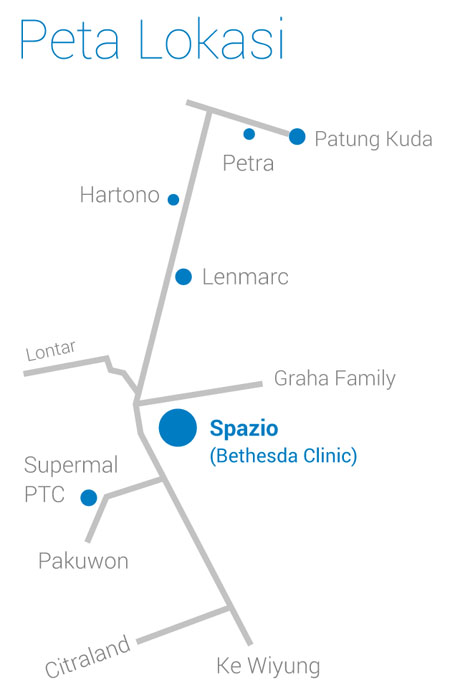 Peta Lokasi
Patung Kuda
Petra
Hartono
Lenmarc
Lontar
Graha Family
Spazio
(Bethesda Clinic)
Supermal
PTC
Pakuwon
Citraland
Ke Wiyung